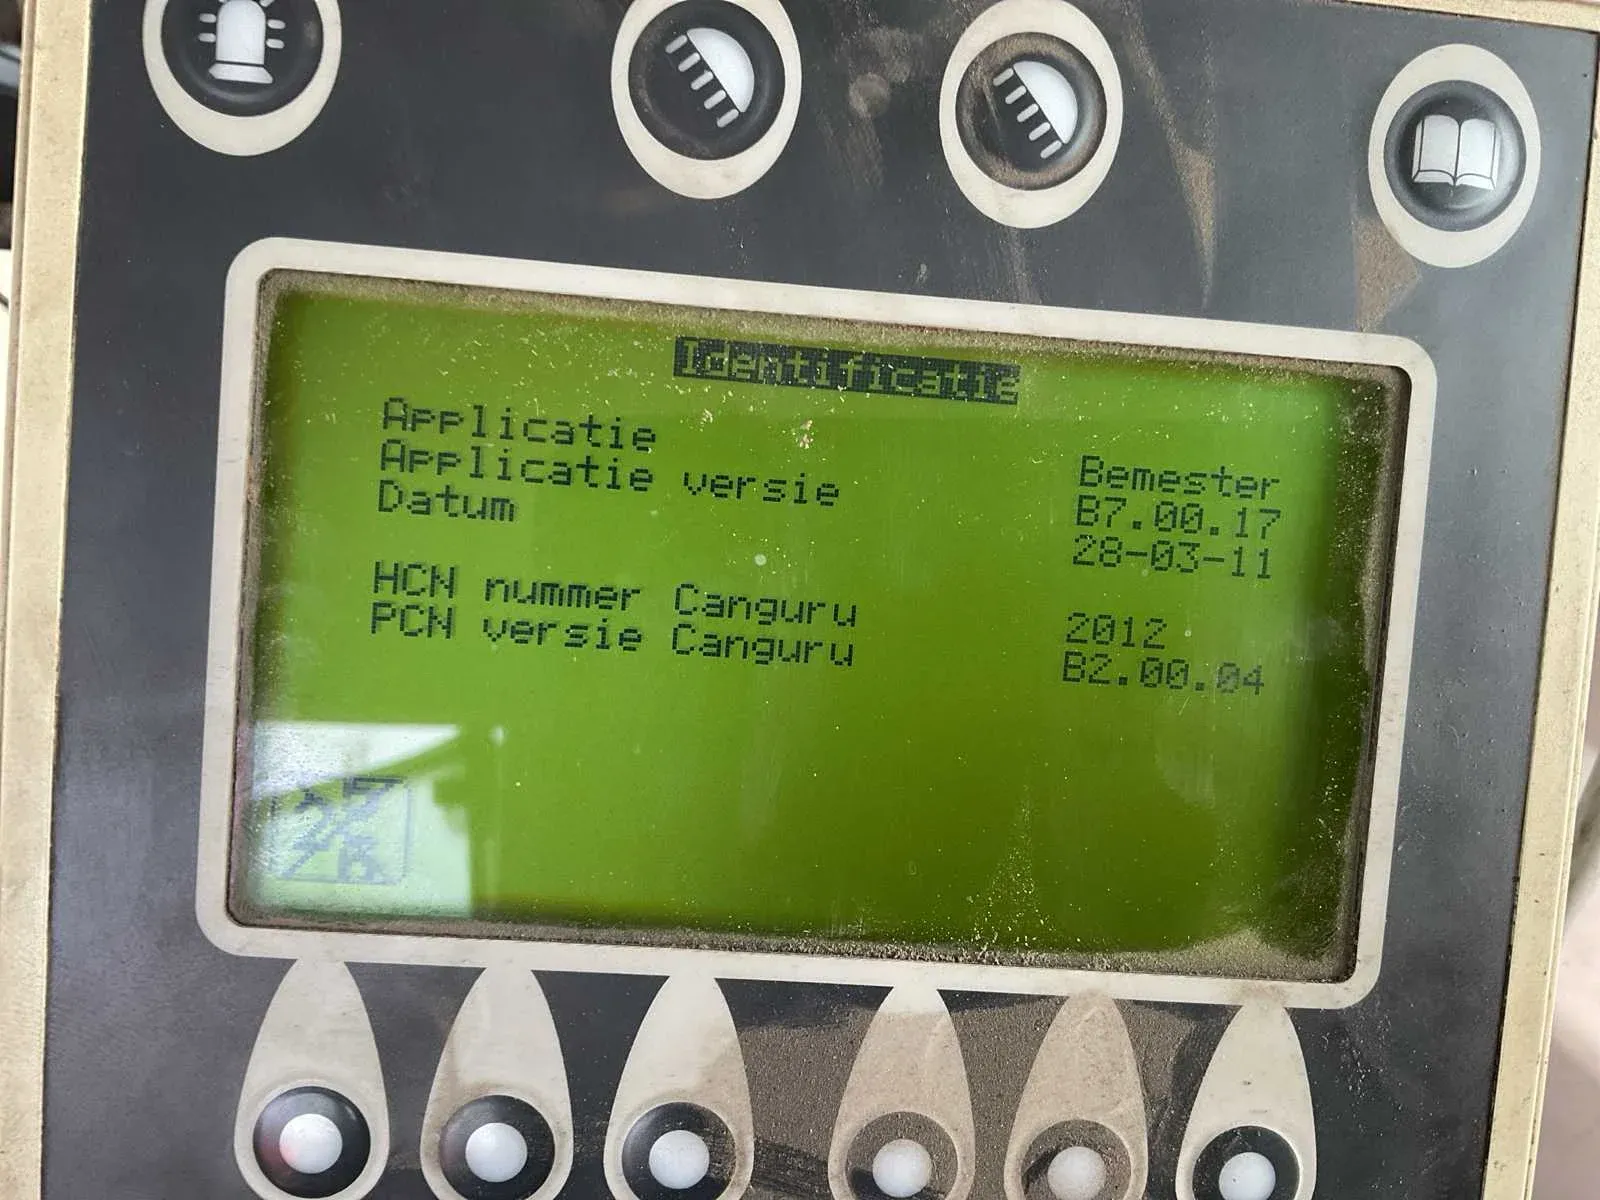 Identificatie
Applicatie Bemester
Applicatie versie B7.00.17
Datum 28-03-11
HCN nummer Canguru 2012
PCN versie Canguru B2.00.04